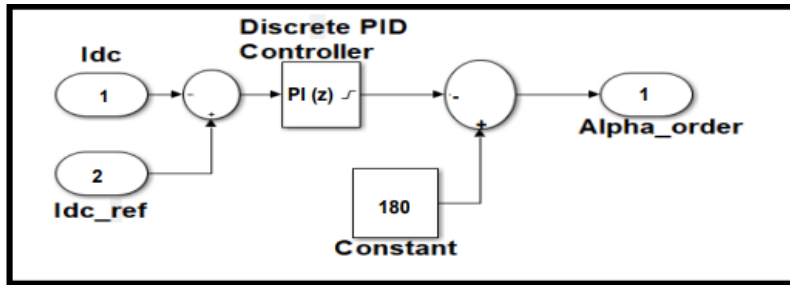 Discrete PID
Controller
Idc
1
-
+
PI (z)
-
+
1
Alpha_order
2
Idc_ref
180
Constant